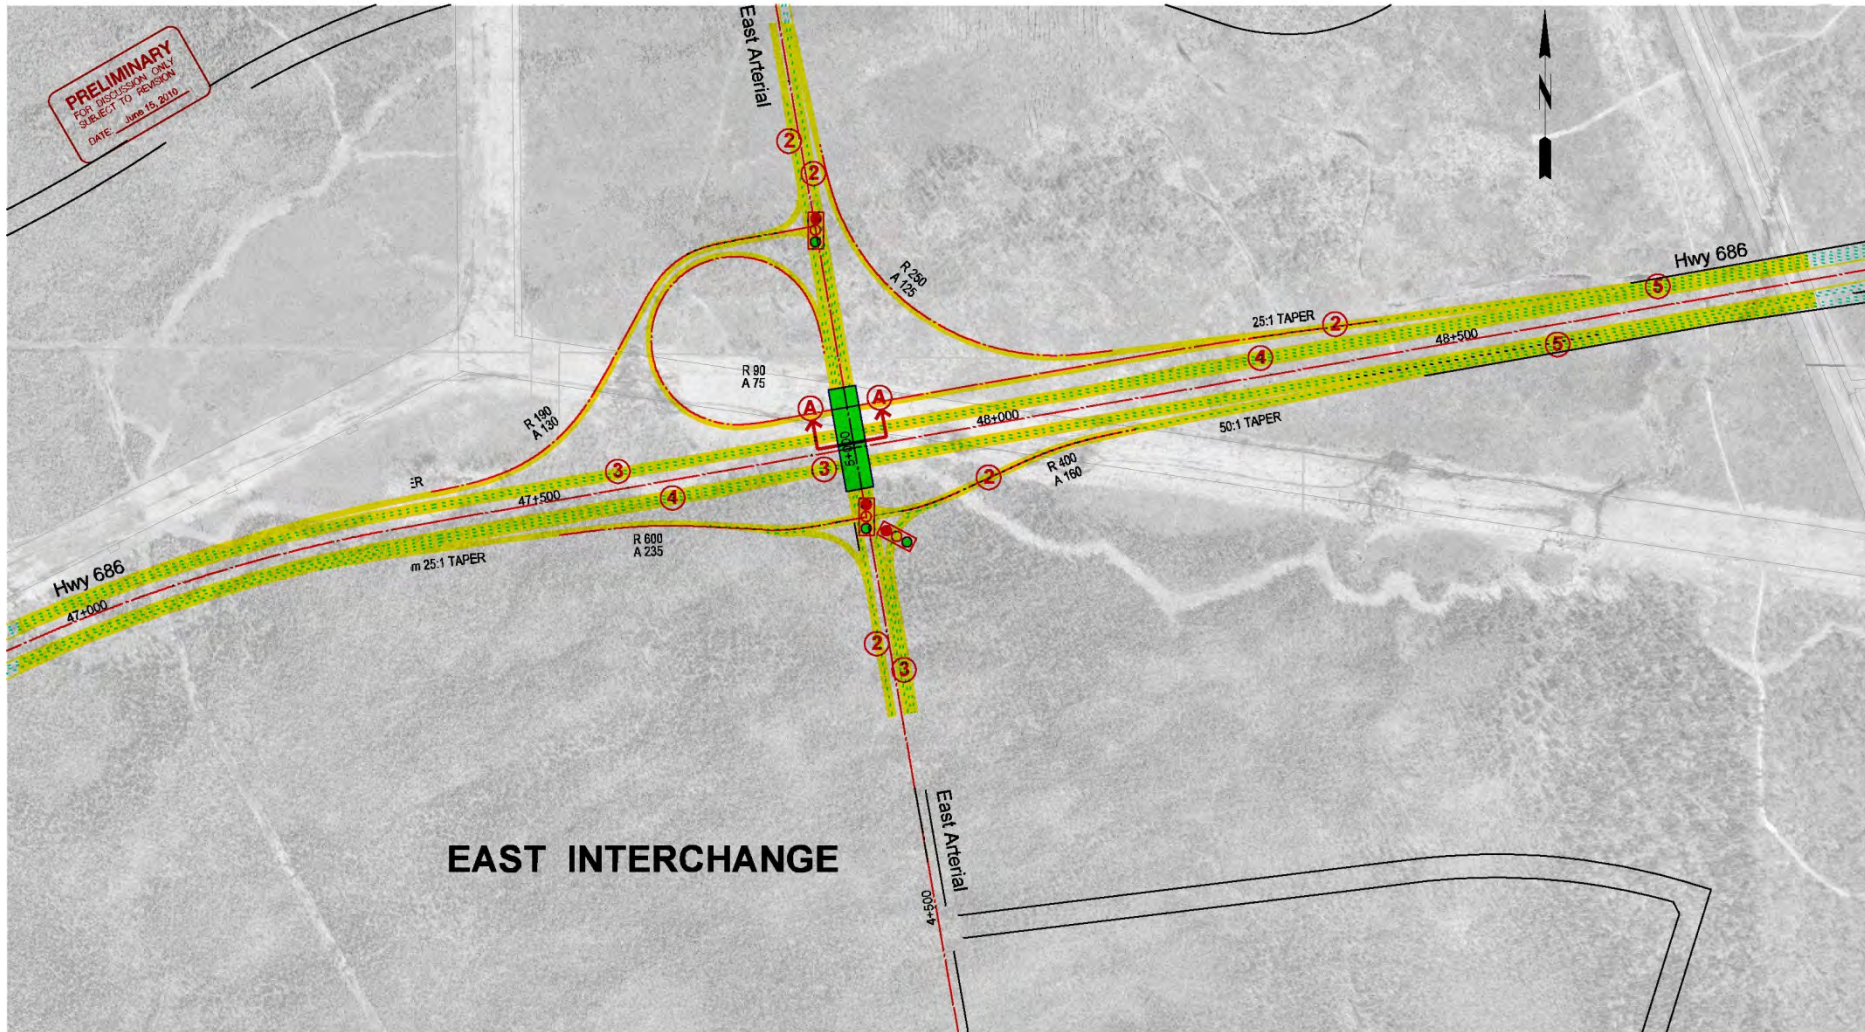 PRELIMINARY
FOR DISCUSSION ONLY
SUBJECT TO REVISION
DATE: June 15, 2010
East Arterial
N
2
2
R 250
A 125
Hwy 686
5
25:1 TAPER
2
48+500
5
4
R 90
A 75
A
A
48+000
50:1 TAPER
R 190
A 130
5+000
R 400
A 160
2
3
3
ER
47+500
4
R 600
A 235
m 25:1 TAPER
Hwy 686
47+000
2
3
East Arterial
EAST INTERCHANGE
4+500